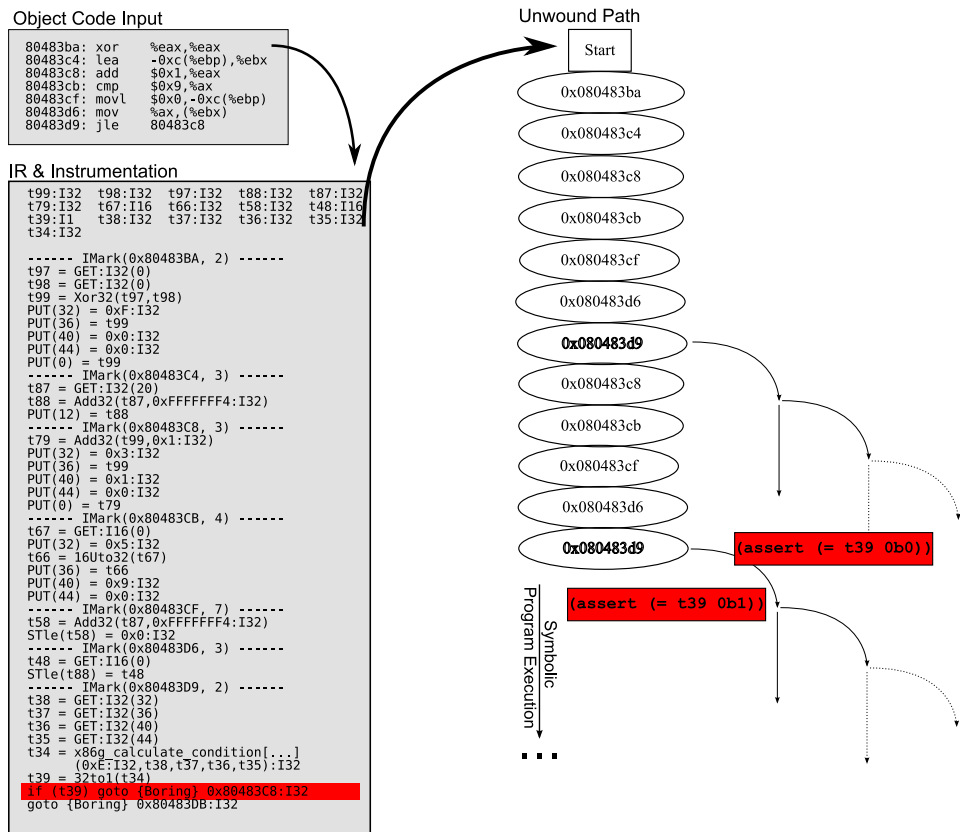 Object Code Input
80483ba: xor %eax,%eax
80483c4: lea -0xc(%ebp),%ebx
80483c8: add $0x1,%eax
80483cb: cmp $0x9,%ax
80483cf: movl $0x0,-0xc(%ebp)
80483d6: mov %ax,(%ebx)
80483d9: jle 80483c8
IR & Instrumentation
t99:I32 t98:I32 t97:I32 t88:I32 t87:I32
t79:I32 t67:I16 t66:I32 t58:I32 t48:I16
t39:I1 t38:I32 t37:I32 t36:I32 t35:I32
t34:I32
------ IMark(0x80483BA, 2) ------
t97 = GET:I32(0)
t98 = GET:I32(0)
t99 = Xor32(t97,t98)
PUT(32) = 0xF:I32
PUT(36) = t99
PUT(40) = 0x0:I32
PUT(44) = 0x0:I32
PUT(0) = t99
------ IMark(0x80483C4, 3) ------
t87 = GET:I32(20)
t88 = Add32(t87,0xFFFFFFF4:I32)
PUT(12) = t88
------ IMark(0x80483C8, 3) ------
t79 = Add32(t99,0x1:I32)
PUT(32) = 0x3:I32
PUT(36) = t99
PUT(40) = 0x1:I32
PUT(44) = 0x0:I32
PUT(0) = t79
------ IMark(0x80483CB, 4) ------
t67 = GET:I16(0)
PUT(32) = 0x5:I32
t66 = 16Uto32(t67)
PUT(36) = t66
PUT(40) = 0x9:I32
PUT(44) = 0x0:I32
------ IMark(0x80483CF, 7) ------
t58 = Add32(t87,0xFFFFFFF4:I32)
STle(t58) = 0x0:I32
------ IMark(0x80483D6, 3) ------
t48 = GET:I16(0)
STle(t88) = t48
------ IMark(0x80483D9, 2) ------
t38 = GET:I32(32)
t37 = GET:I32(36)
t36 = GET:I32(40)
t35 = GET:I32(44)
t34 = x86g_calculate_condition[...]
(0xE:I32,t38,t37,t36,t35):I32
t39 = 32to1(t34)
if (t39) goto {Boring} 0x80483C8:I32
goto {Boring} 0x80483DB:I32
Unwound Path
Start
0x080483ba
0x080483c4
0x080483c8
0x080483cb
0x080483cf
0x080483d6
0x080483d9
0x080483c8
0x080483cb
0x080483cf
0x080483d6
0x080483d9
(assert (= t39 0b0))
(assert (= t39 0b1))
Symbolic
Program Execution
...